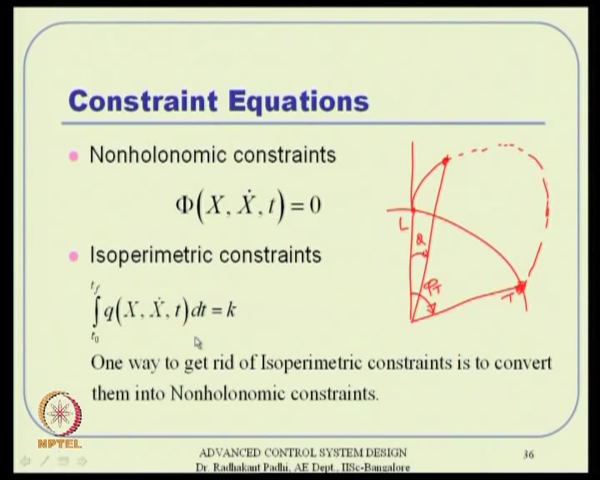 Constraint Equations
Nonholonomic constraints
Φ(X, Ẋ, t) = 0
Isoperimetric constraints
∫_{t_0}^{t_f} q(X, Ẋ, t) dt = k
One way to get rid of Isoperimetric constraints is to convert
them into Nonholonomic constraints.
L
T
NPTEL
ADVANCED CONTROL SYSTEM DESIGN
Dr. Radhakant Padhi, AE Dept., IISc-Bangalore
36